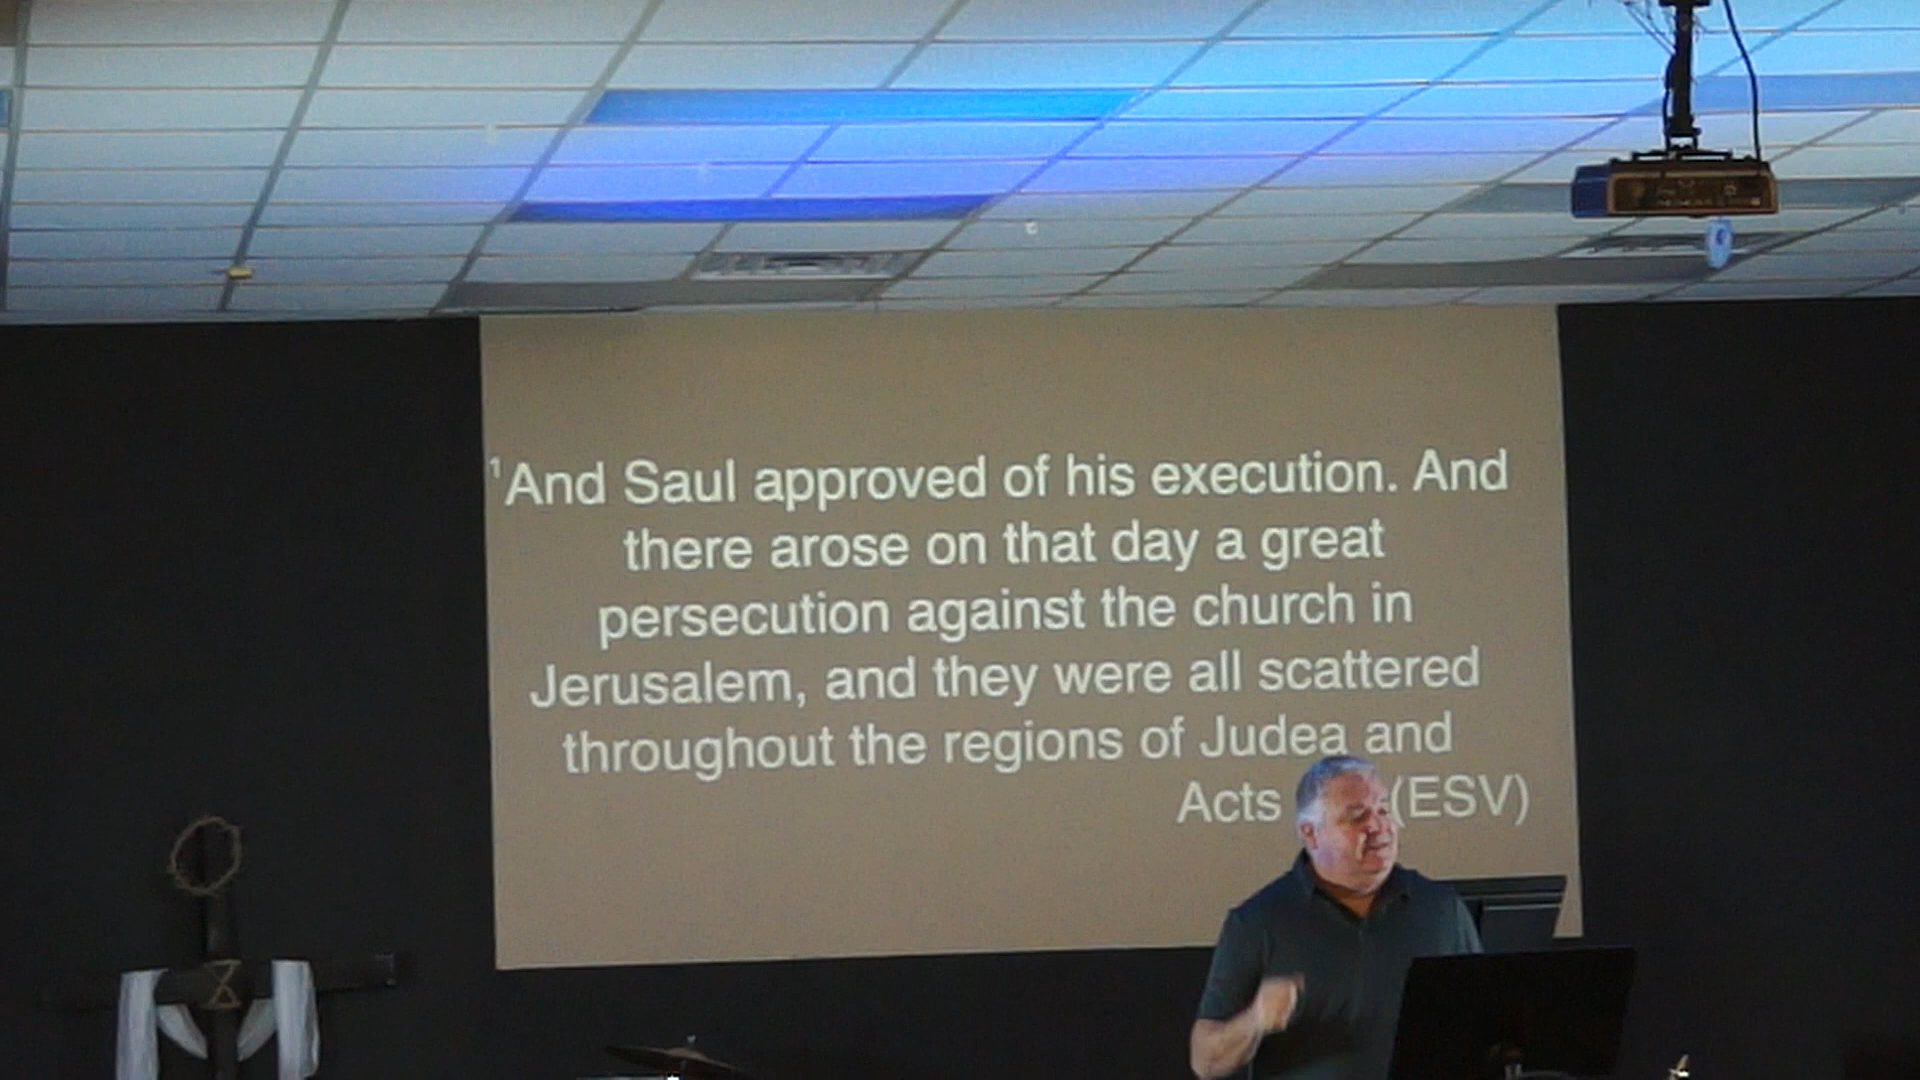 ¹And Saul approved of his execution. And
there arose on that day a great
persecution against the church in
Jerusalem, and they were all scattered
throughout the regions of Judea and
Acts (ESV)